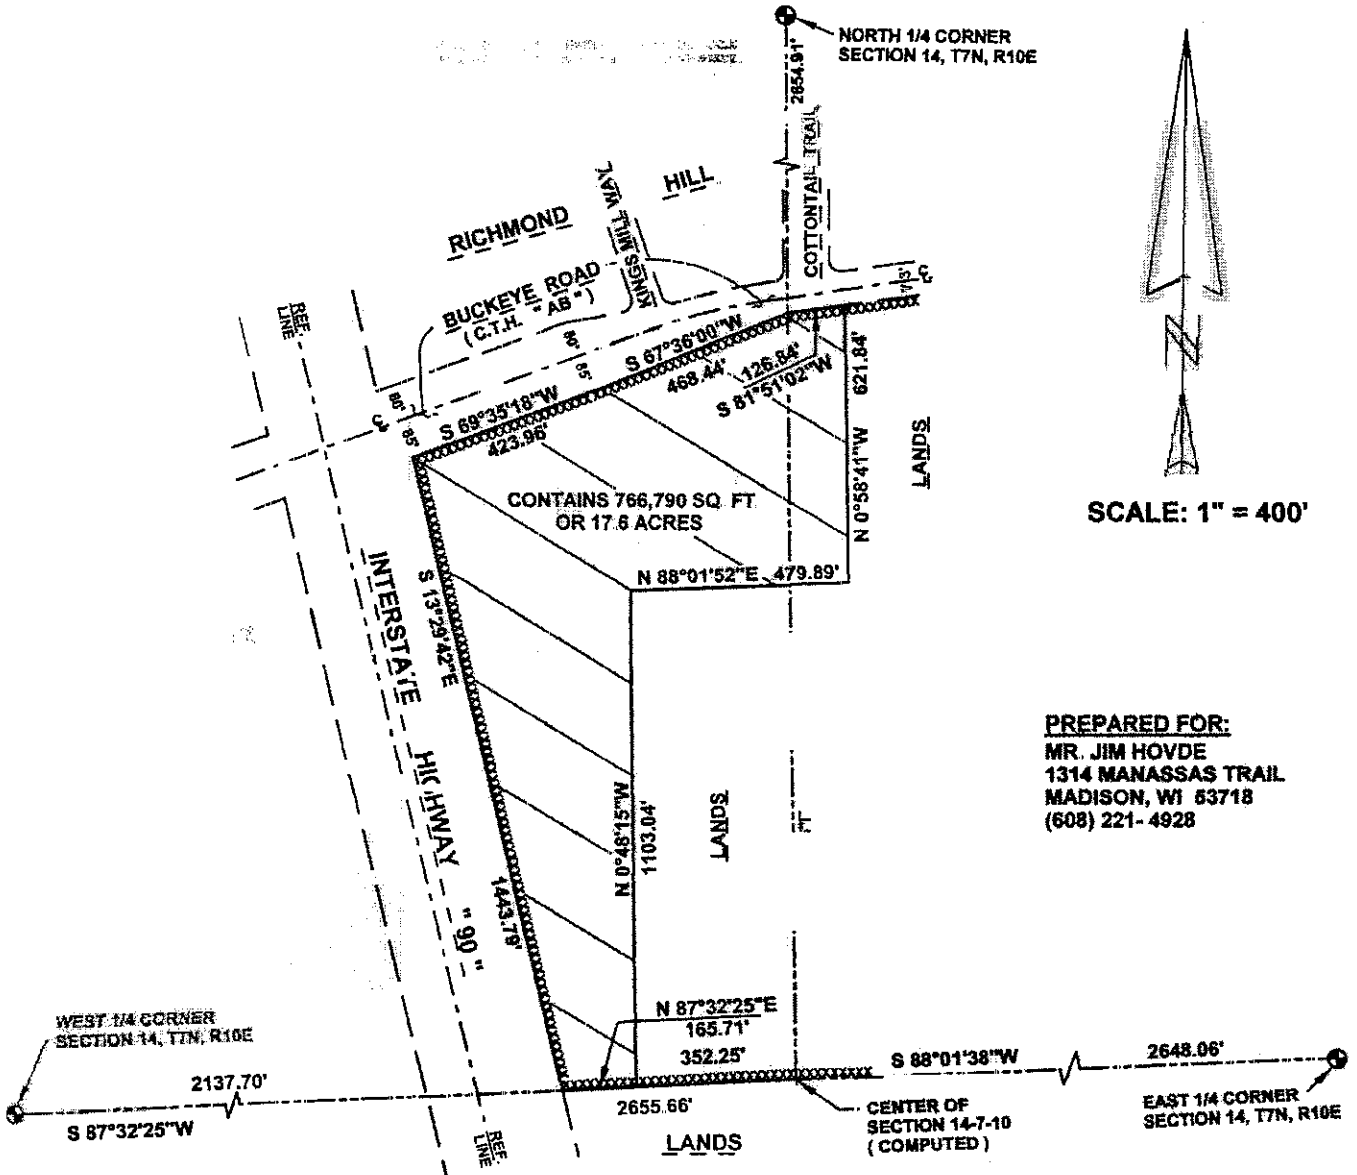 NORTH 1/4 CORNER
SECTION 14, T7N, R10E
2654.91'
COTTONTAIL TRAIL
KINGS MILL WAY
RICHMOND HILL
BUCKEYE ROAD
( C.T.H. "AB" )
REF.
LINE
60'
85'
60'
85'
S 67°36'00"W
468.44'
126.84'
S 81°51'02"W
S 69°35'18"W
423.96'
621.84'
N 0°58'41"W
LANDS
CONTAINS 766,790 SQ. FT
OR 17.6 ACRES
N 88°01'52"E 479.89'
SCALE: 1" = 400'
N
INTERSTATE HIGHWAY "90"
S 13°29'42"E
1443.79'
N 0°48'15"W
1103.04'
LANDS
PREPARED FOR:
MR. JIM HOVDE
1314 MANASSAS TRAIL
MADISON, WI 53718
(608) 221-4928
WEST 1/4 CORNER
SECTION 14, T7N, R10E
2137.70'
S 87°32'25"W
N 87°32'25"E
165.71'
352.25'
2655.66'
S 88°01'38"W
2648.06'
CENTER OF
SECTION 14-7-10
( COMPUTED )
EAST 1/4 CORNER
SECTION 14, T7N, R10E
REF.
LINE
LANDS